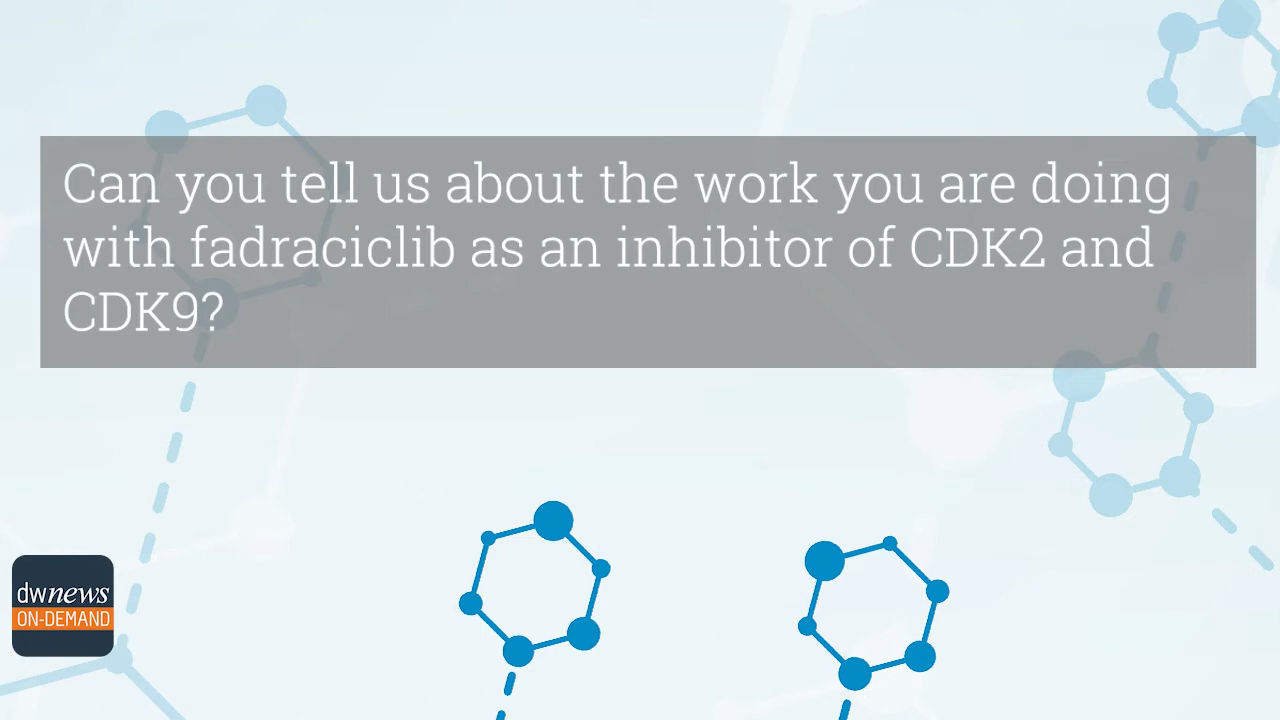 Can you tell us about the work you are doing
with fadraciclib as an inhibitor of CDK2 and
CDK9?
dwnews
ON-DEMAND